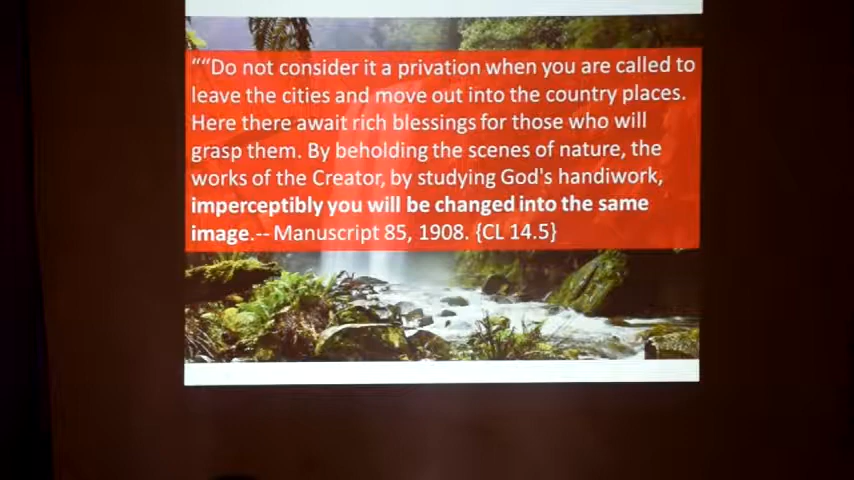 ““Do not consider it a privation when you are called to
leave the cities and move out into the country places.
Here there await rich blessings for those who will
grasp them. By beholding the scenes of nature, the
works of the Creator, by studying God's handiwork,
imperceptibly you will be changed into the same
image.-- Manuscript 85, 1908. {CL 14.5}